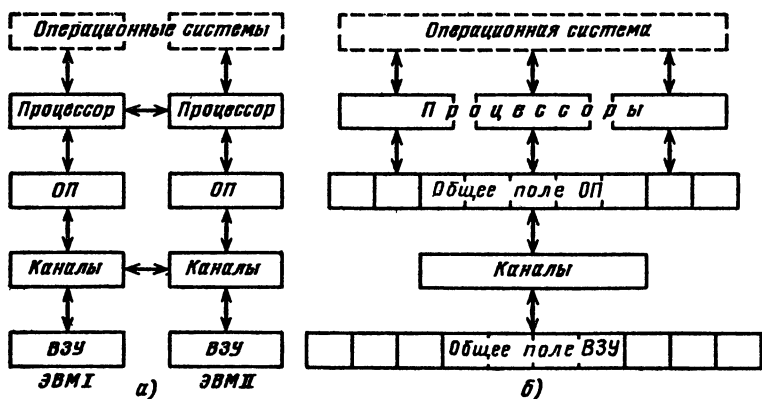 Операционные системы
Процессор
Процессор
ОП
ОП
Каналы
Каналы
ВЗУ
ВЗУ
ЭВМ I
а)
ЭВМ II
Операционная система
Процвссоры
Общее поле ОП
Каналы
Общее поле ВЗУ
б)